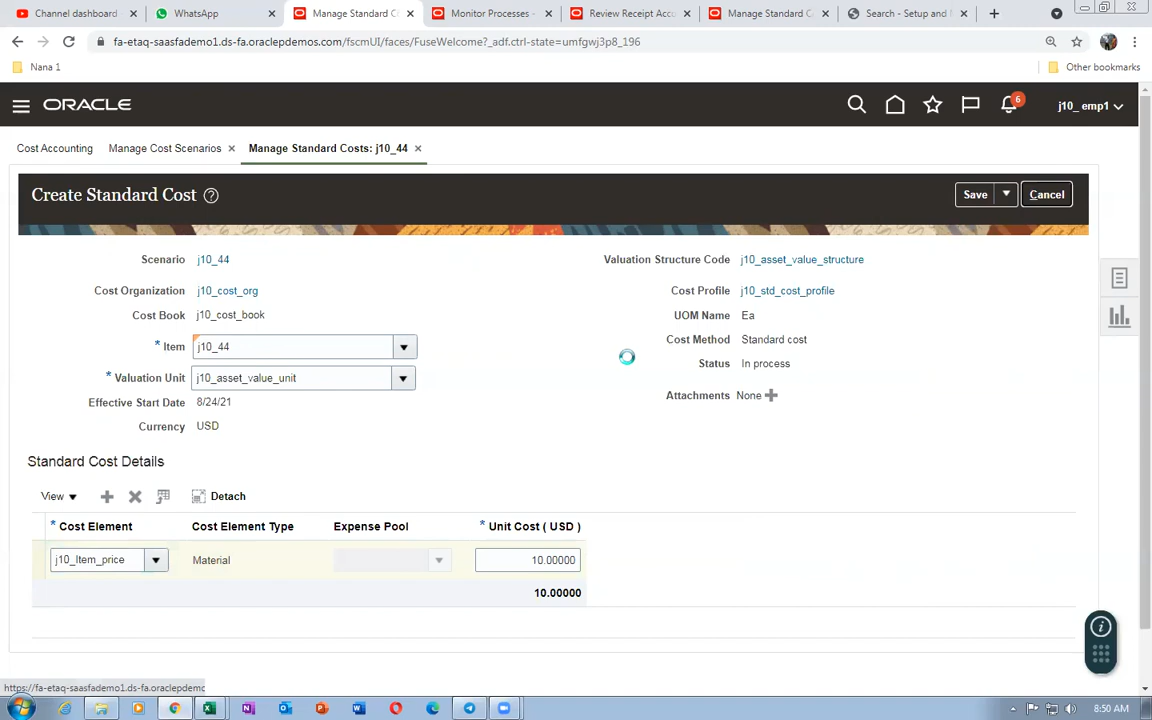 Channel dashboard -
WhatsApp
Manage Standard C
Monitor Processes -
Review Receipt Acc
Manage Standard C
Search - Setup and
fa-etaq-saasfademo1.ds-fa.oraclepdemos.com/fscmUI/faces/FuseWelcome?_adf.ctrl-state=umfgwj3p8_196
Nana 1
Other bookmarks
ORACLE
6
j10_ emp1
Cost Accounting
Manage Cost Scenarios
Manage Standard Costs: j10_44
Create Standard Cost
Save
Cancel
Scenario j10_44
Valuation Structure Code j10_asset_value_structure
Cost Organization j10_cost_org
Cost Profile j10_std_cost_profile
Cost Book j10_cost_book
UOM Name Ea
* Item j10_44
Cost Method Standard cost
* Valuation Unit j10_asset_value_unit
Status In process
Effective Start Date 8/24/21
Attachments None
Currency USD
Standard Cost Details
View
Detach
* Cost Element Cost Element Type Expense Pool * Unit Cost ( USD )
j10_Item_price Material 10.00000
10.00000
https://fa-etaq-saasfademo1.ds-fa.oraclepdemo
8:50 AM